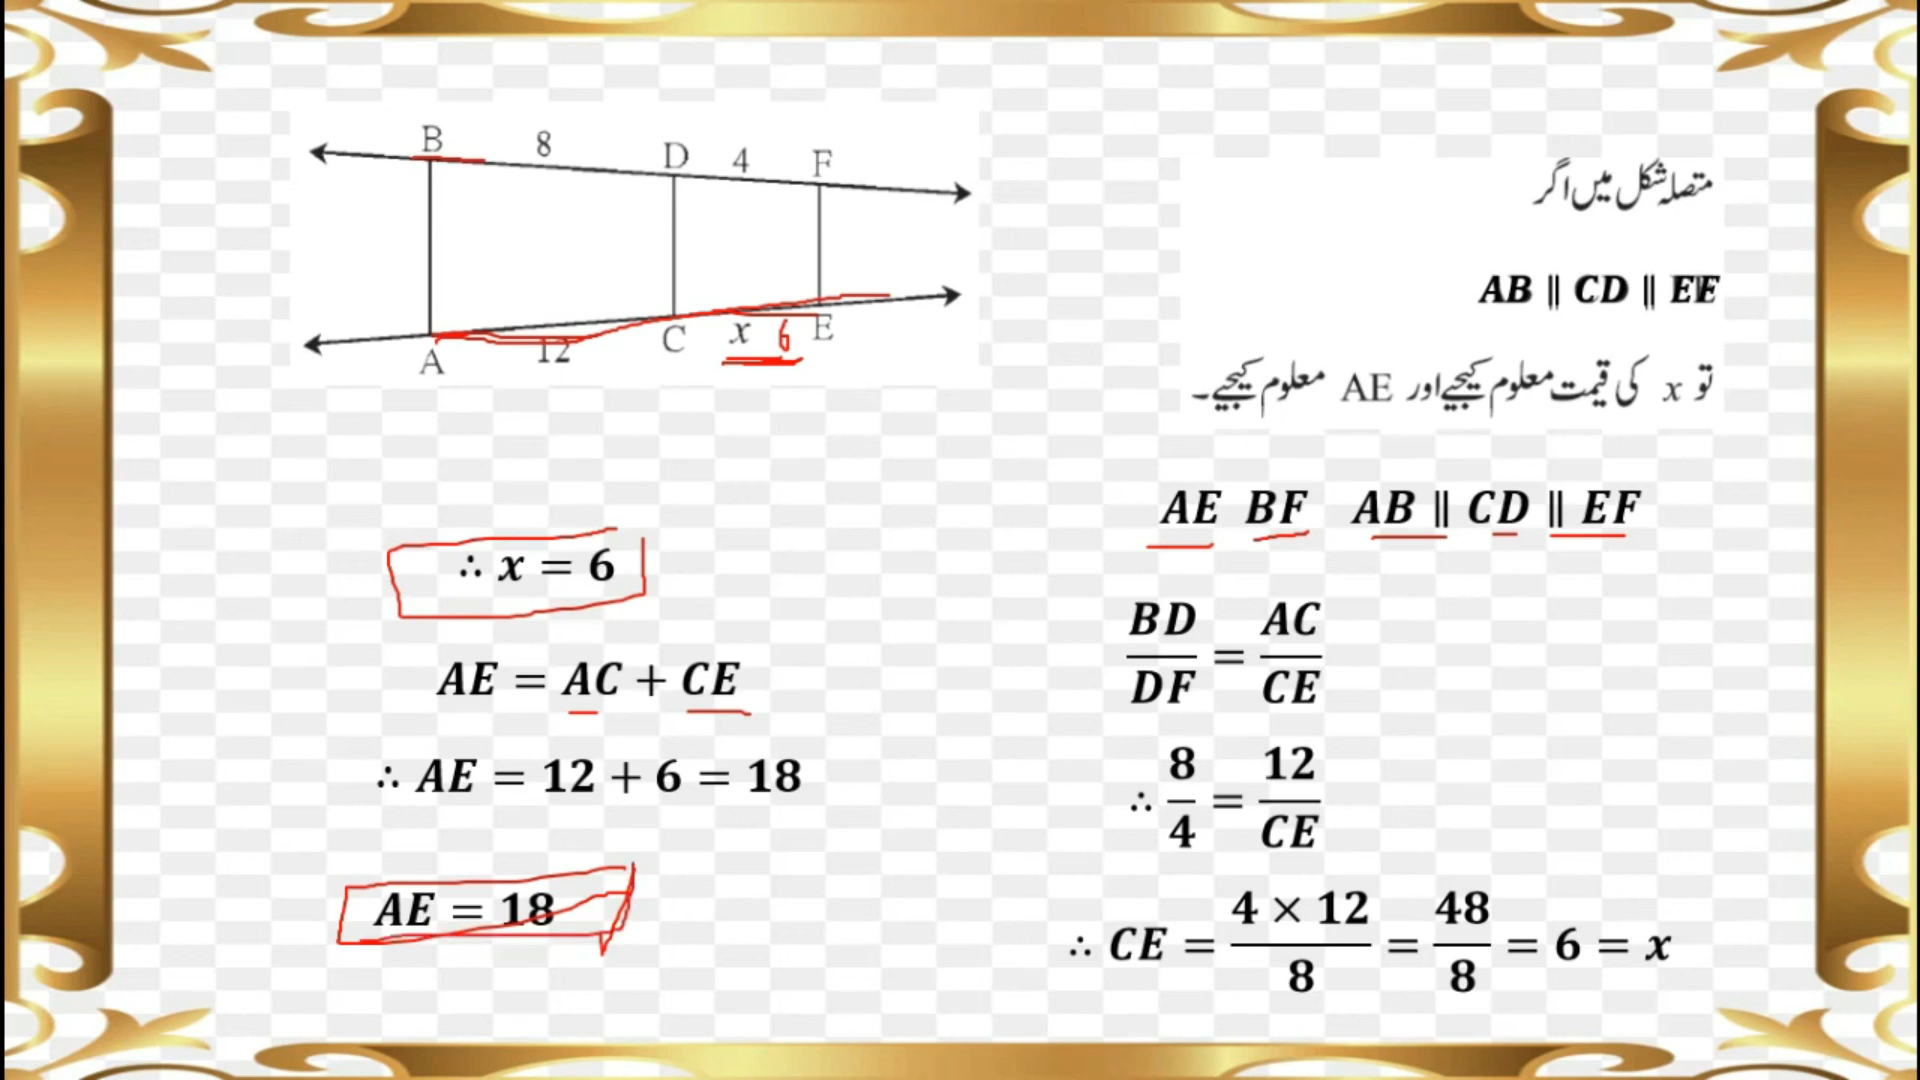 B 8 D 4 F
A 12 C x 6 E
متصلہ شکل میں اگر
AB ∥ CD ∥ EF
تو x کی قیمت معلوم کیجیے اور AE معلوم کیجیے۔
AE BF AB ∥ CD ∥ EF
BD/DF = AC/CE
∴ 8/4 = 12/CE
∴ CE = 4 × 12/8 = 48/8 = 6 = x
∴ x = 6
AE = AC + CE
∴ AE = 12 + 6 = 18
AE = 18